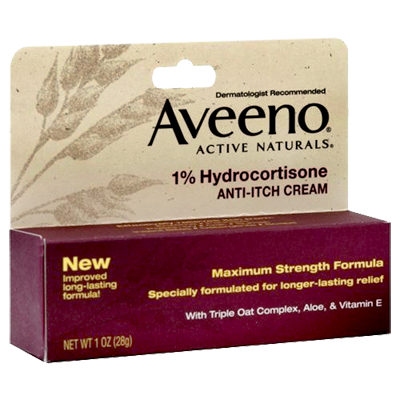 Dermatologist Recommended
Aveeno®
ACTIVE NATURALS®
1% Hydrocortisone
ANTI-ITCH CREAM
New
Improved
long-lasting
formula!
Maximum Strength Formula
Specially formulated for longer-lasting relief
With Triple Oat Complex, Aloe, & Vitamin E
NET WT 1 OZ (28g)